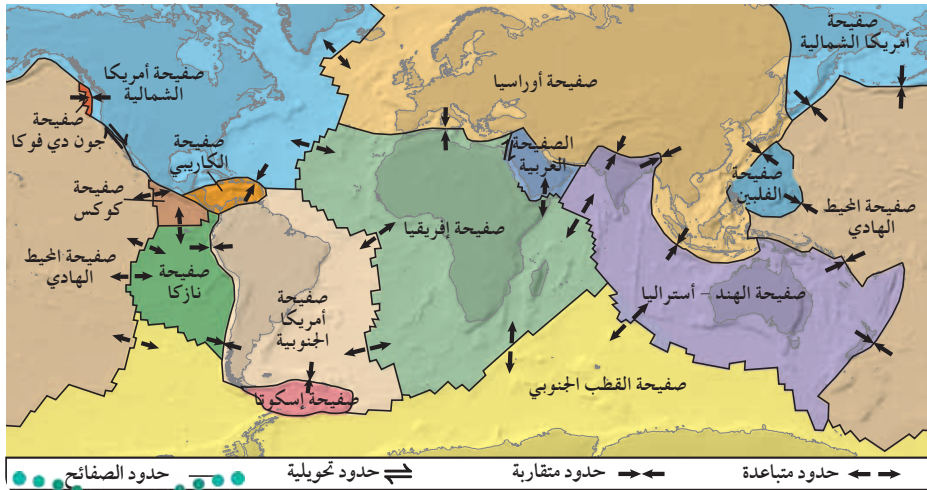 صفيحة
أمريكا الشمالية
صفيحة أوراسيا
صفيحة أمريكا
الشمالية
صفيحة
جون دي فوكا
صفيحة
الكاريبي
الصفيحة
العربية
صفيحة
الفلبين
صفيحة
كوكس
صفيحة المحيط
الهادي
صفيحة إفريقيا
صفيحة المحيط
الهادي
صفيحة
نازكا
صفيحة
أمريكا
الجنوبية
صفيحة الهند – أستراليا
صفيحة القطب الجنوبي
صفيحة إسكوتا
حدود متباعدة
حدود متقاربة
حدود تحويلية
حدود الصفائح